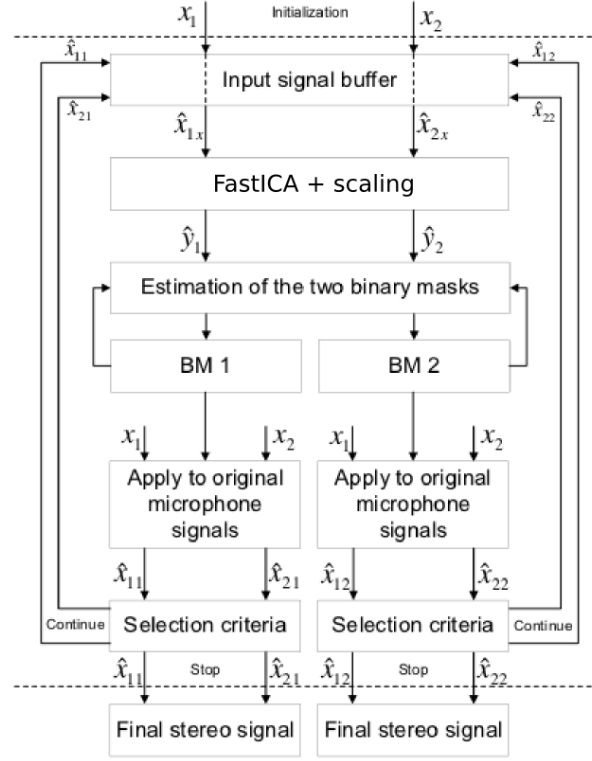 x₁ Initialization x₂
x̂₁₁ x̂₁₂
Input signal buffer
x̂₂₁ x̂₂₂
x̂₁ₓ x̂₂ₓ
FastICA + scaling
ŷ₁ ŷ₂
Estimation of the two binary masks
BM 1 BM 2
x₁ x₂ x₁ x₂
Apply to original
microphone
signals
Apply to original
microphone
signals
x̂₁₁ x̂₂₁ x̂₁₂ x̂₂₂
Continue Selection criteria Selection criteria Continue
x̂₁₁ Stop x̂₂₁ x̂₁₂ Stop x̂₂₂
Final stereo signal Final stereo signal